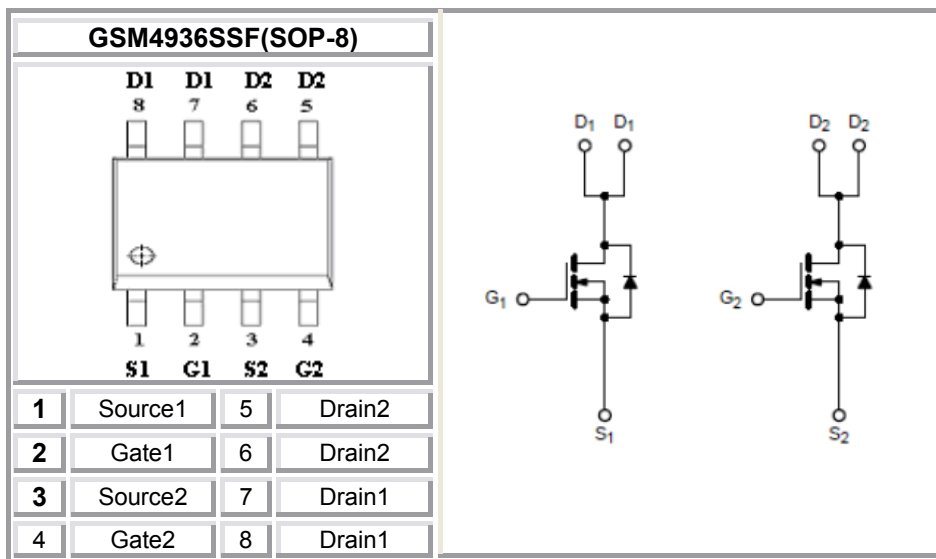 GSM4936SSF(SOP-8)
D1 D1 D2 D2
8 7 6 5
1 2 3 4
S1 G1 S2 G2
1 Source1 5 Drain2
2 Gate1 6 Drain2
3 Source2 7 Drain1
4 Gate2 8 Drain1
D1 D1
G1
S1
D2 D2
G2
S2